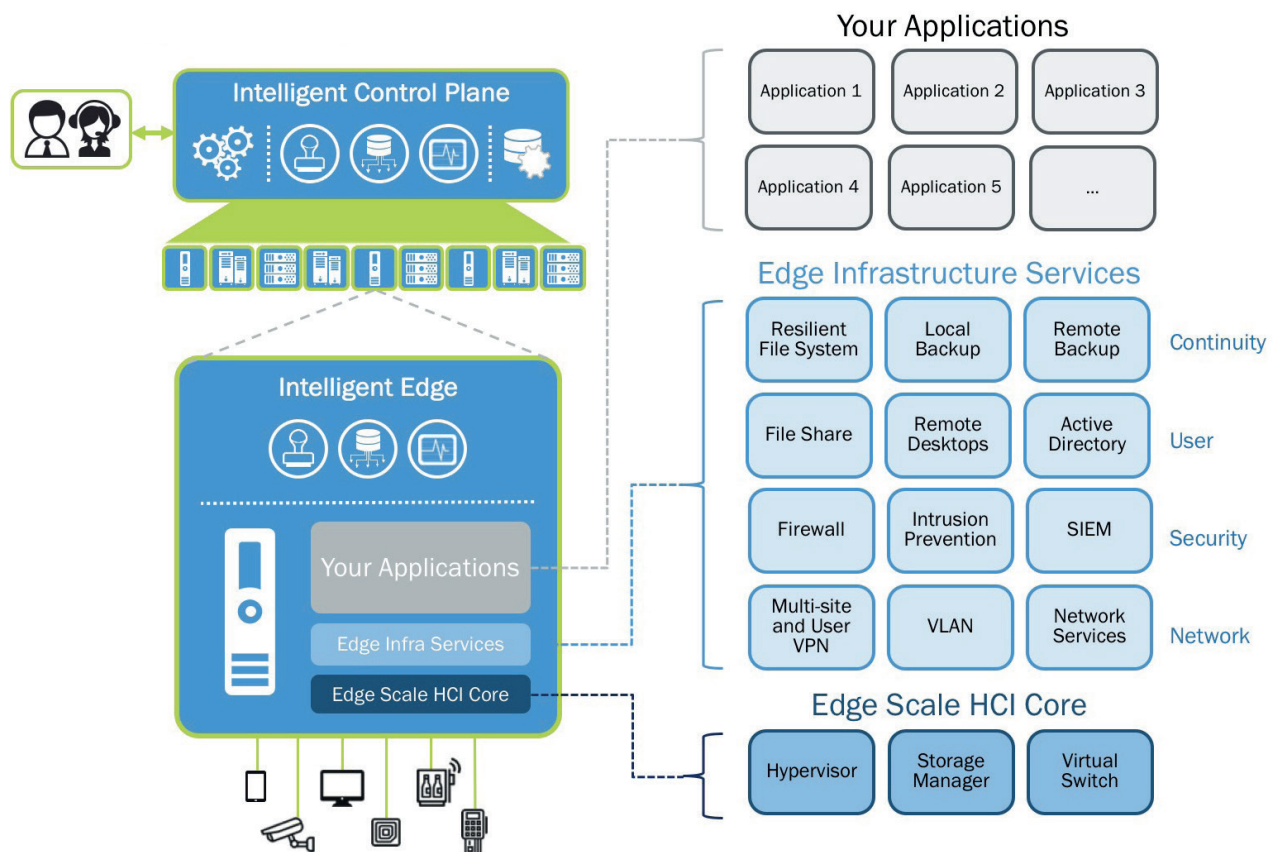 Your Applications
Intelligent Control Plane
Application 1
Application 2
Application 3
Application 4
Application 5
...
Edge Infrastructure Services
Resilient
File System
Local
Backup
Remote
Backup
Continuity
Intelligent Edge
File Share
Remote
Desktops
Active
Directory
User
Firewall
Intrusion
Prevention
SIEM
Security
Your Applications
Multi-site
and User
VPN
VLAN
Network
Services
Network
Edge Infra Services
Edge Scale HCI Core
Edge Scale HCI Core
Hypervisor
Storage
Manager
Virtual
Switch